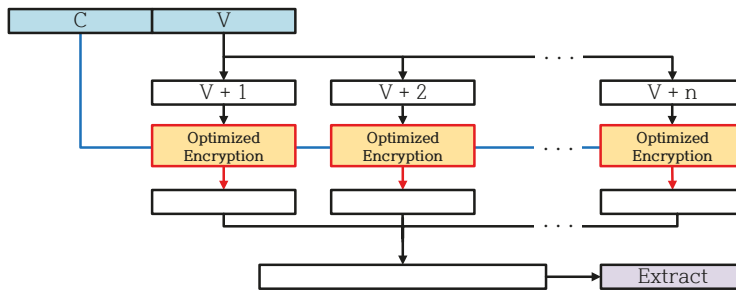 C V
. . .
V + 1 V + 2 V + n
Optimized Optimized Optimized
Encryption Encryption . . . Encryption
. . .
Extract